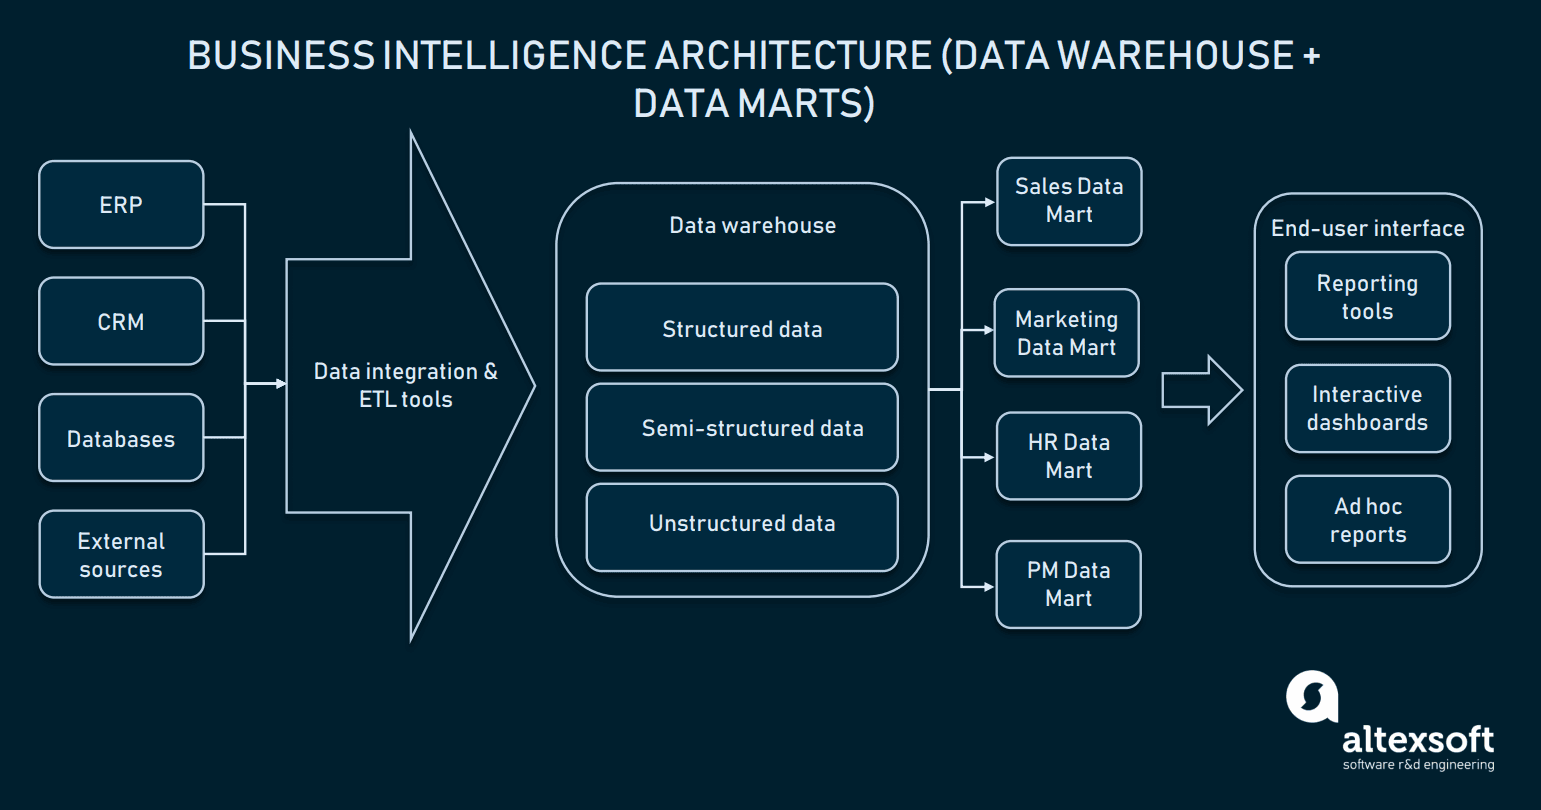 BUSINESS INTELLIGENCE ARCHITECTURE (DATA WAREHOUSE +
DATA MARTS)
ERP
CRM
Databases
External
sources
Data integration &
ETL tools
Data warehouse
Structured data
Semi-structured data
Unstructured data
Sales Data
Mart
Marketing
Data Mart
HR Data
Mart
PM Data
Mart
End-user interface
Reporting
tools
Interactive
dashboards
Ad hoc
reports
altexsoft
software r&d engineering